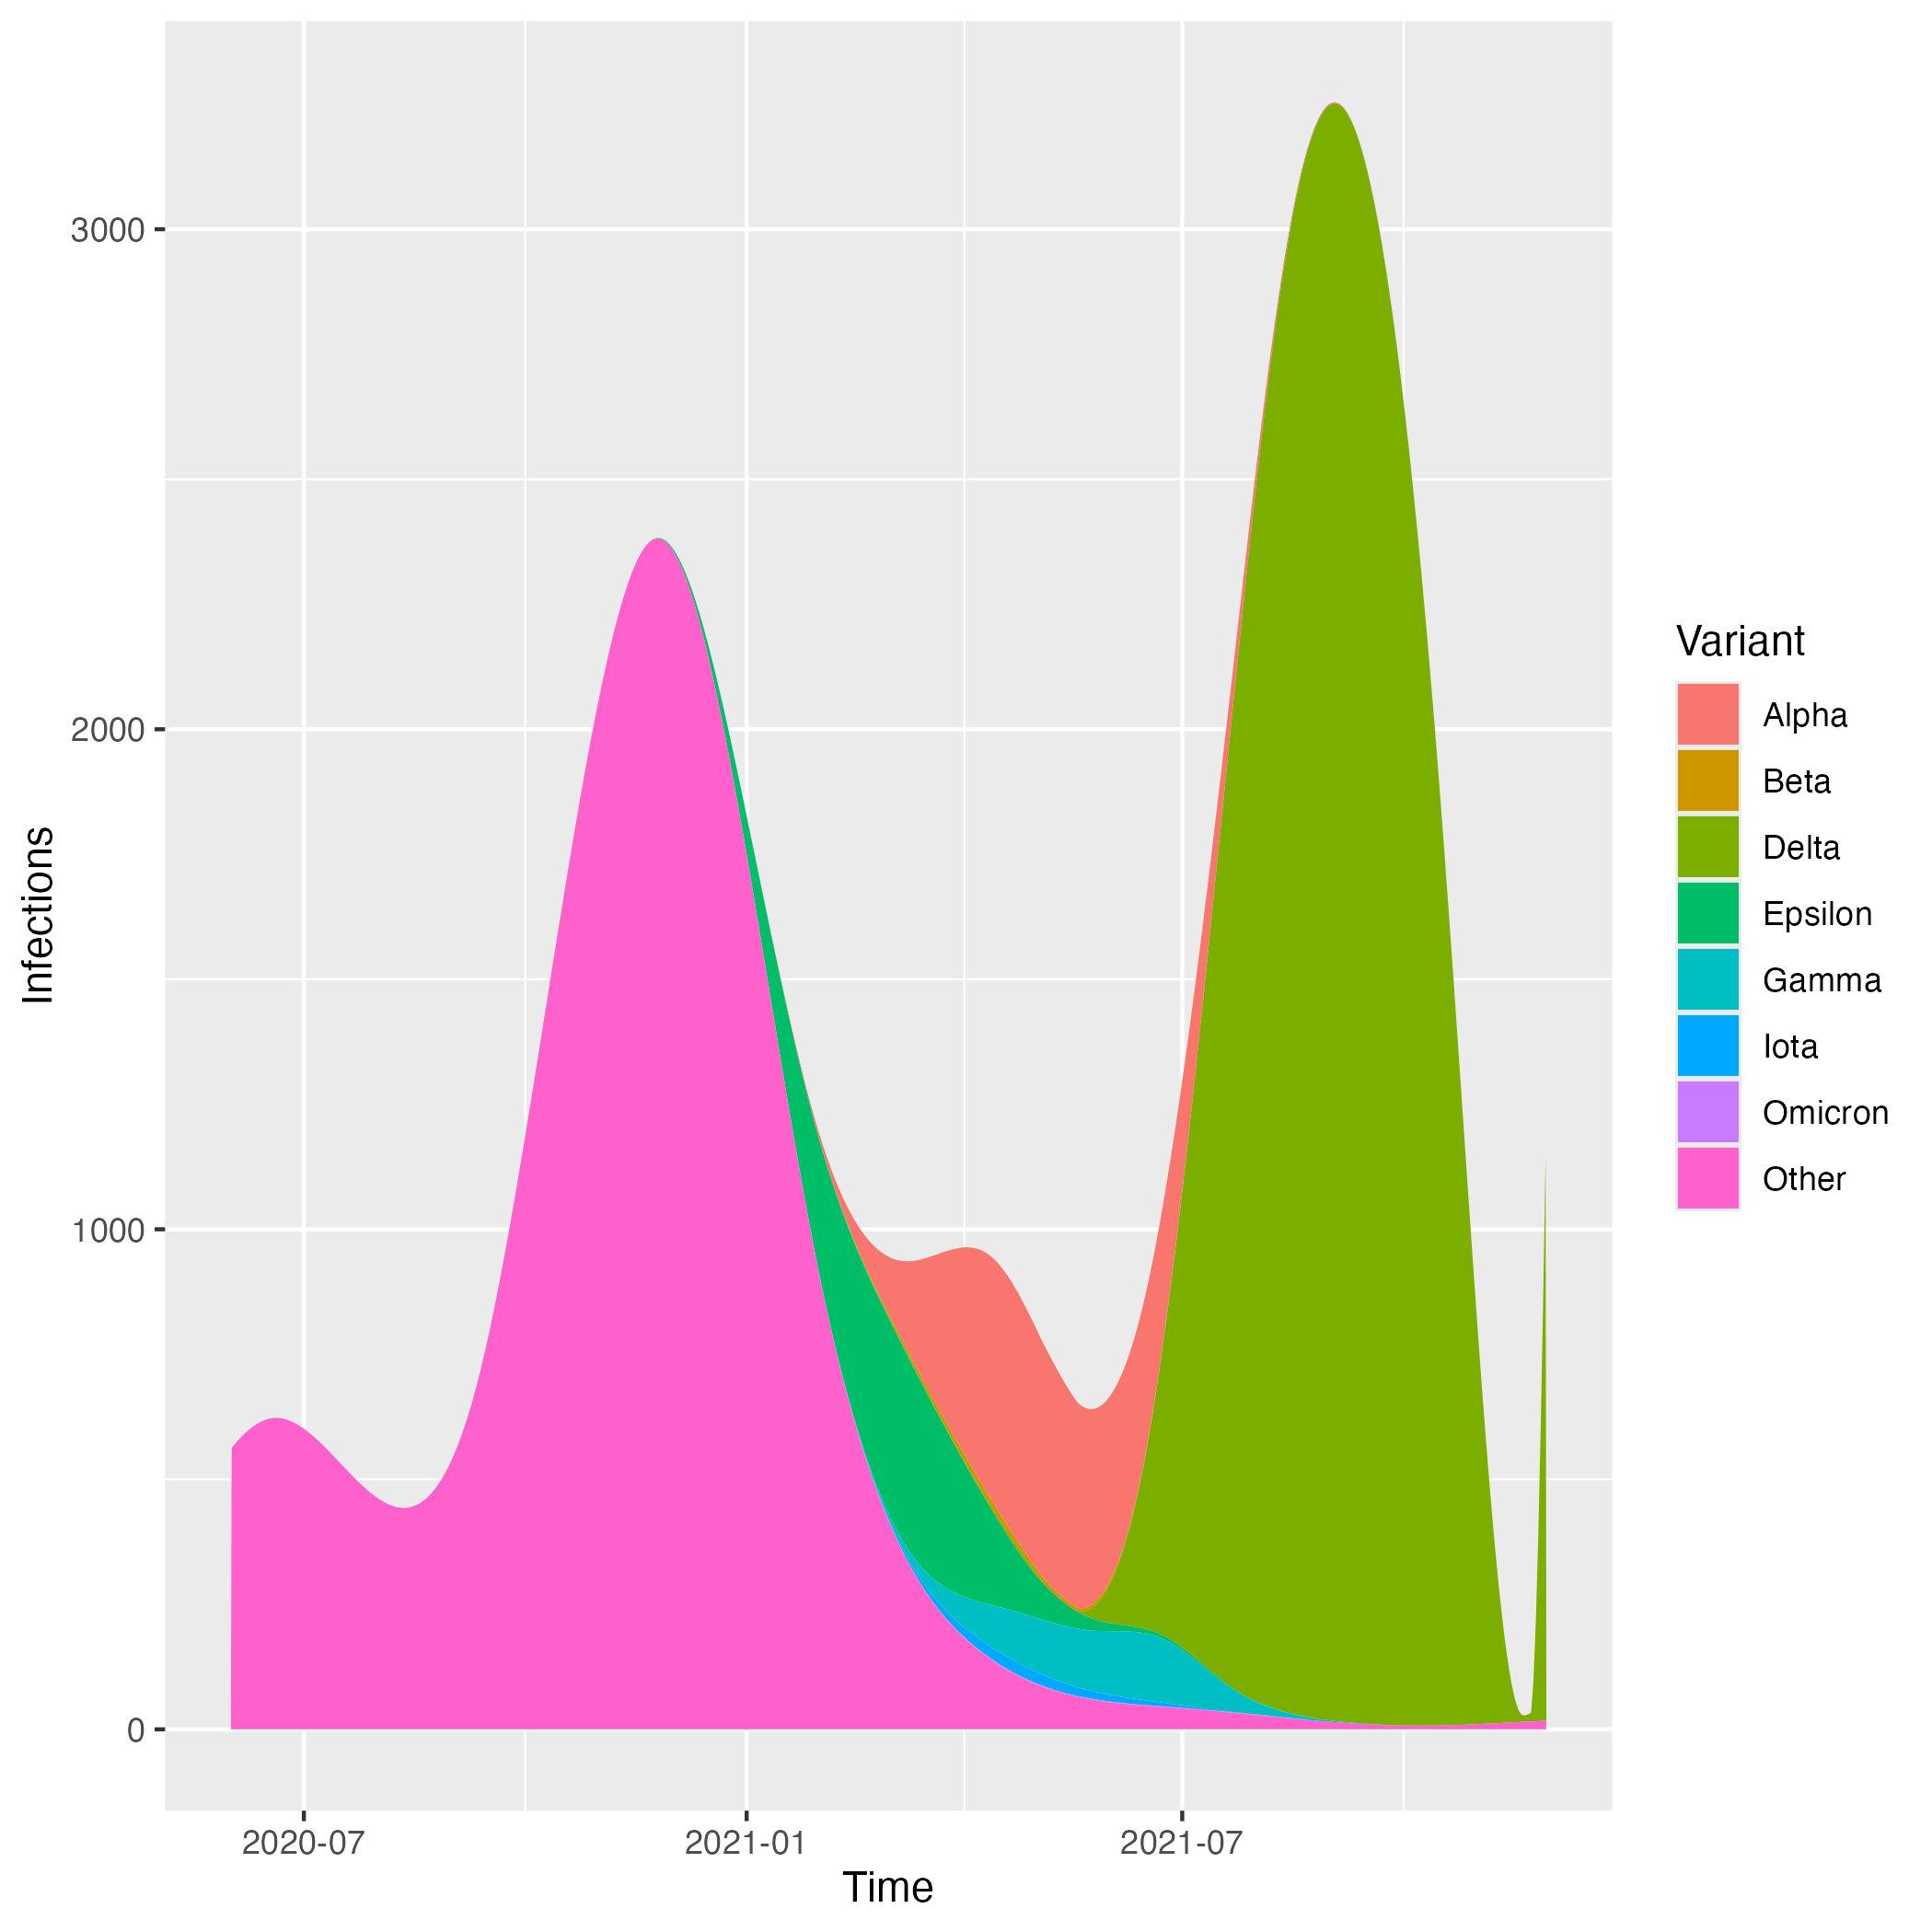 3000
2000
1000
0
Infections
2020-07
2021-01
2021-07
Time
Variant
Alpha
Beta
Delta
Epsilon
Gamma
Iota
Omicron
Other